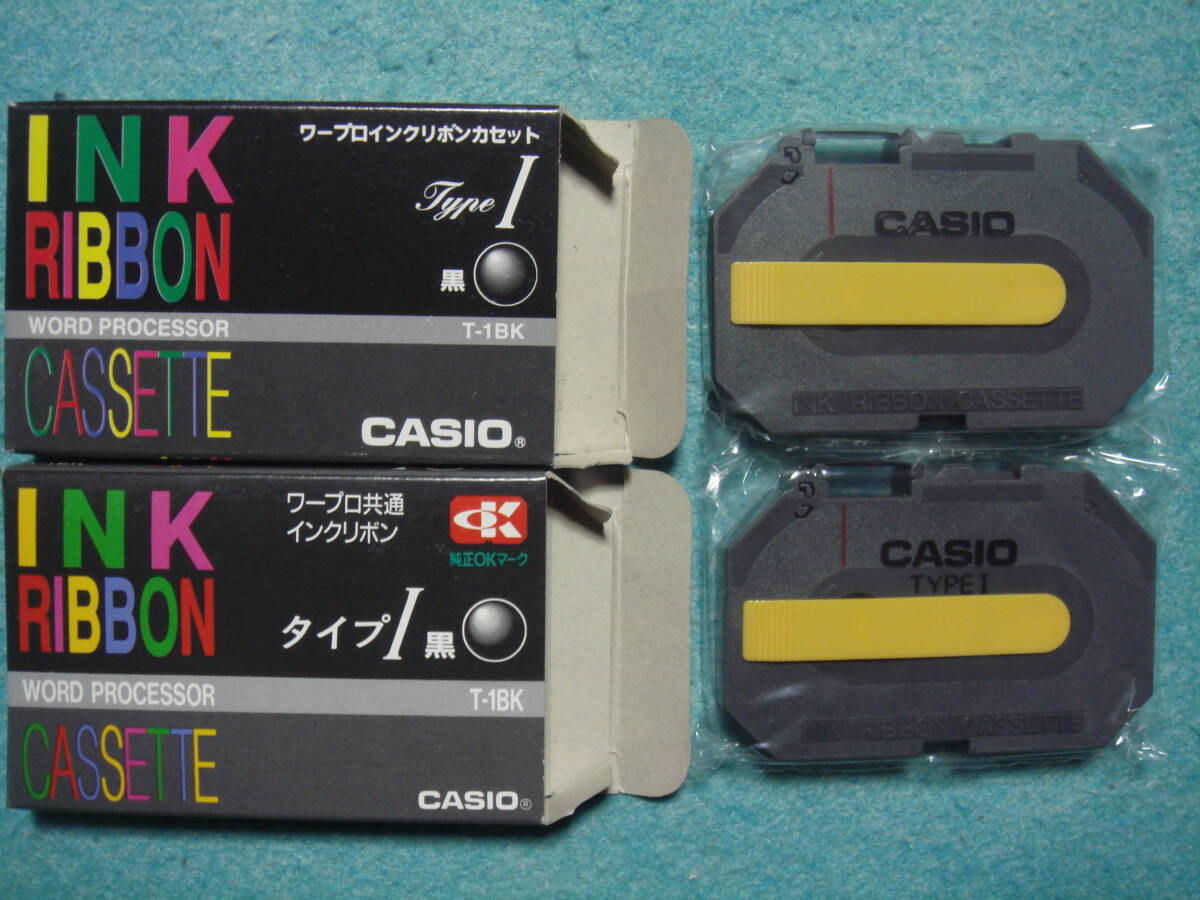 INK
RIBBON
WORD PROCESSOR
CASSETTE
ワープロインクリボンカセット
Type I
黒
T-1BK
CASIO®
INK
RIBBON
WORD PROCESSOR
CASSETTE
ワープロ共通
インクリボン
純正OKマーク
タイプI 黒
T-1BK
CASIO®
CASIO
INK RIBBON CASSETTE
CASIO
TYPE I
INK RIBBON CASSETTE